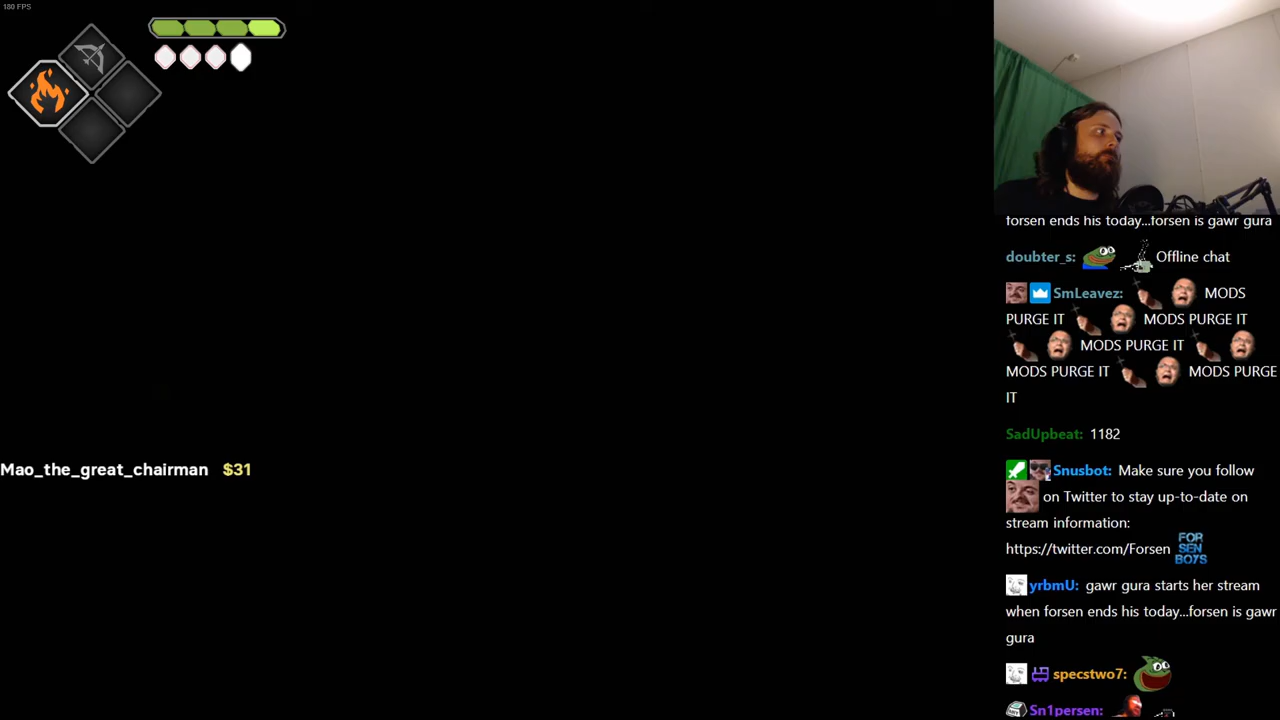 180 FPS
forsen ends his today...forsen is gawr gura
doubter_s: Offline chat
SmLeavez: MODS
PURGE IT MODS PURGE IT
MODS PURGE IT
MODS PURGE IT MODS PURGE
IT
SadUpbeat: 1182
Mao_the_great_chairman $31
Snusbot: Make sure you follow
on Twitter to stay up-to-date on
stream information:
https://twitter.com/Forsen FOR
SEN
BOYS
yrbmU: gawr gura starts her stream
when forsen ends his today...forsen is gawr
gura
specstwo7:
Sn1persen: